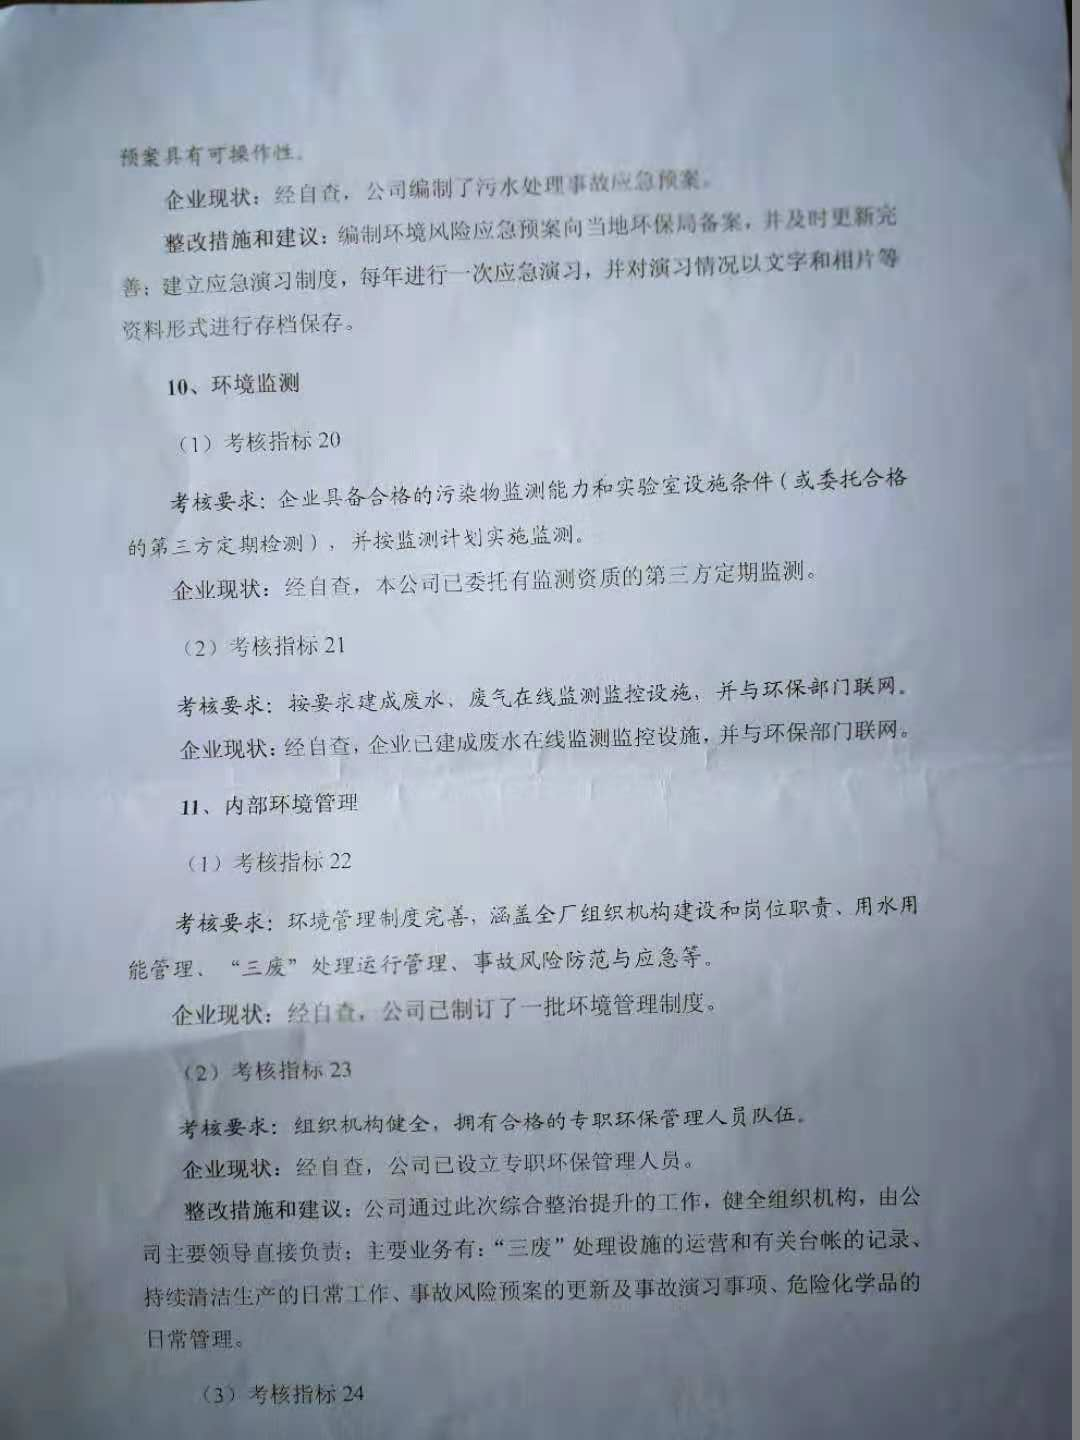 预案具有可操作性。
企业现状：经自查，公司编制了污水处理事故应急预案。
整改措施和建议：编制环境风险应急预案向当地环保局备案，并及时更新完
善；建立应急演习制度，每年进行一次应急演习，并对演习情况以文字和相片等
资料形式进行存档保存。
10、环境监测
（1）考核指标 20
考核要求：企业具备合格的污染物监测能力和实验室设施条件（或委托合格
的第三方定期检测），并按监测计划实施监测。
企业现状：经自查，本公司已委托有监测资质的第三方定期监测。
（2）考核指标 21
考核要求：按要求建成废水、废气在线监测监控设施，并与环保部门联网。
企业现状：经自查，企业已建成废水在线监测监控设施，并与环保部门联网。
11、内部环境管理
（1）考核指标 22
考核要求：环境管理制度完善，涵盖全厂组织机构建设和岗位职责、用水用
能管理、“三废”处理运行管理、事故风险防范与应急等。
企业现状：经自查，公司已制订了一批环境管理制度。
（2）考核指标 23
考核要求：组织机构健全，拥有合格的专职环保管理人员队伍。
企业现状：经自查，公司已设立专职环保管理人员。
整改措施和建议：公司通过此次综合整治提升的工作，健全组织机构，由公
司主要领导直接负责；主要业务有：“三废”处理设施的运营和有关台帐的记录、
持续清洁生产的日常工作、事故风险预案的更新及事故演习事项、危险化学品的
日常管理。
（3）考核指标 24